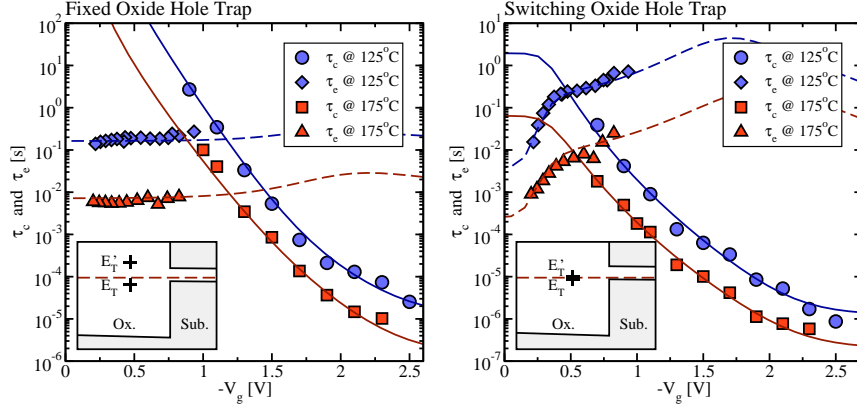 Fixed Oxide Hole Trap
τc and τe [s]
10^2
10^1
10^0
10^-1
10^-2
10^-3
10^-4
10^-5
10^-6
τc @ 125°C
τe @ 125°C
τc @ 175°C
τe @ 175°C
ET'
ET
Ox.
Sub.
0 0.5 1 1.5 2 2.5
-Vg [V]
Switching Oxide Hole Trap
τc and τe [s]
10^2
10^1
10^0
10^-1
10^-2
10^-3
10^-4
10^-5
10^-6
10^-7
τc @ 125°C
τe @ 125°C
τc @ 175°C
τe @ 175°C
ET'
ET
Ox.
Sub.
0 0.5 1 1.5 2 2.5
-Vg [V]